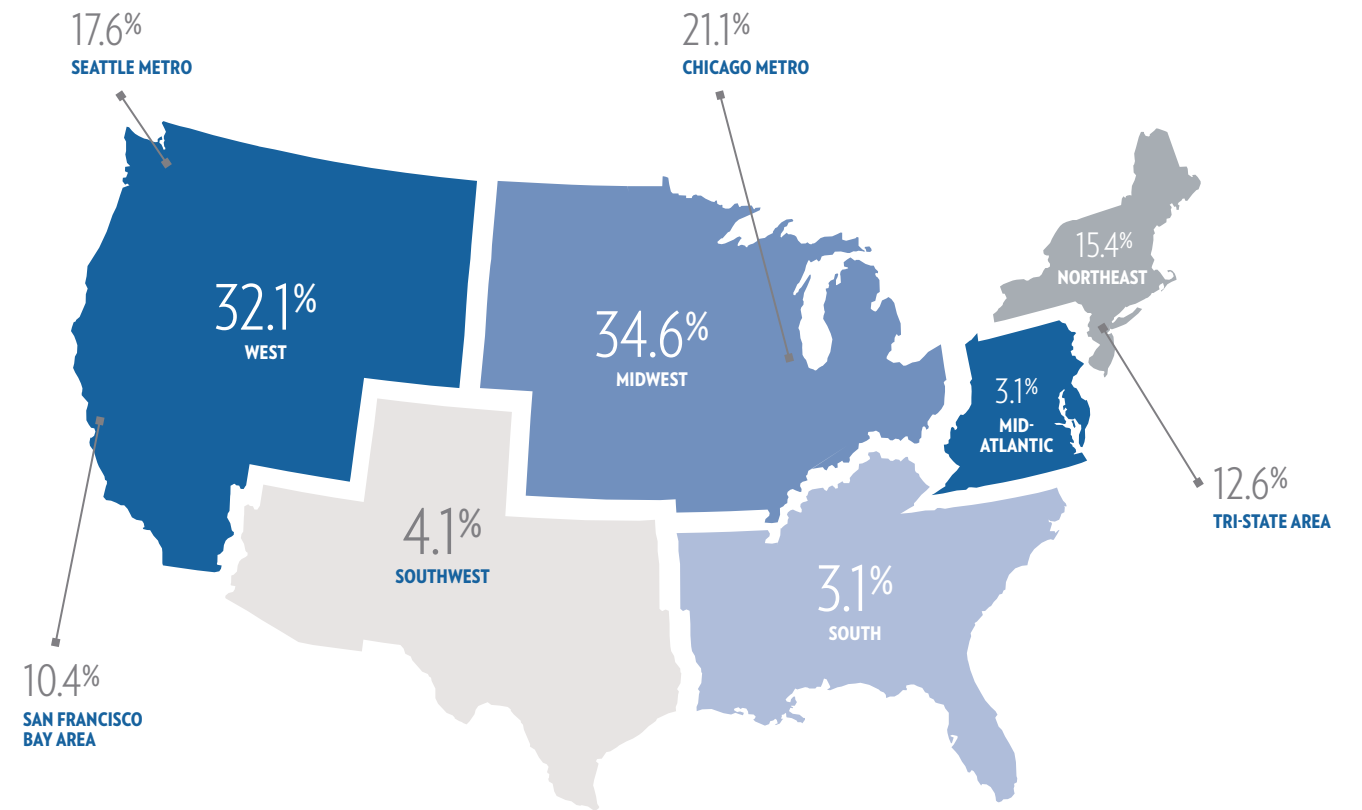 17.6%
SEATTLE METRO
21.1%
CHICAGO METRO
15.4%
NORTHEAST
32.1%
WEST
34.6%
MIDWEST
3.1%
MID-
ATLANTIC
12.6%
TRI-STATE AREA
4.1%
SOUTHWEST
3.1%
SOUTH
10.4%
SAN FRANCISCO
BAY AREA